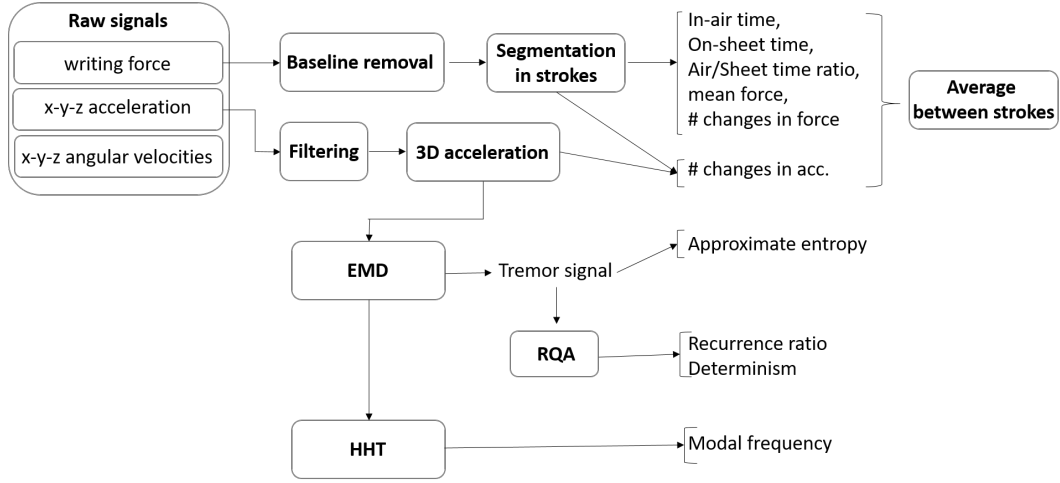 Raw signals
writing force
x-y-z acceleration
x-y-z angular velocities
Baseline removal
Segmentation
in strokes
In-air time,
On-sheet time,
Air/Sheet time ratio,
mean force,
# changes in force
Average
between strokes
Filtering
3D acceleration
# changes in acc.
EMD
Tremor signal
Approximate entropy
RQA
Recurrence ratio
Determinism
HHT
Modal frequency